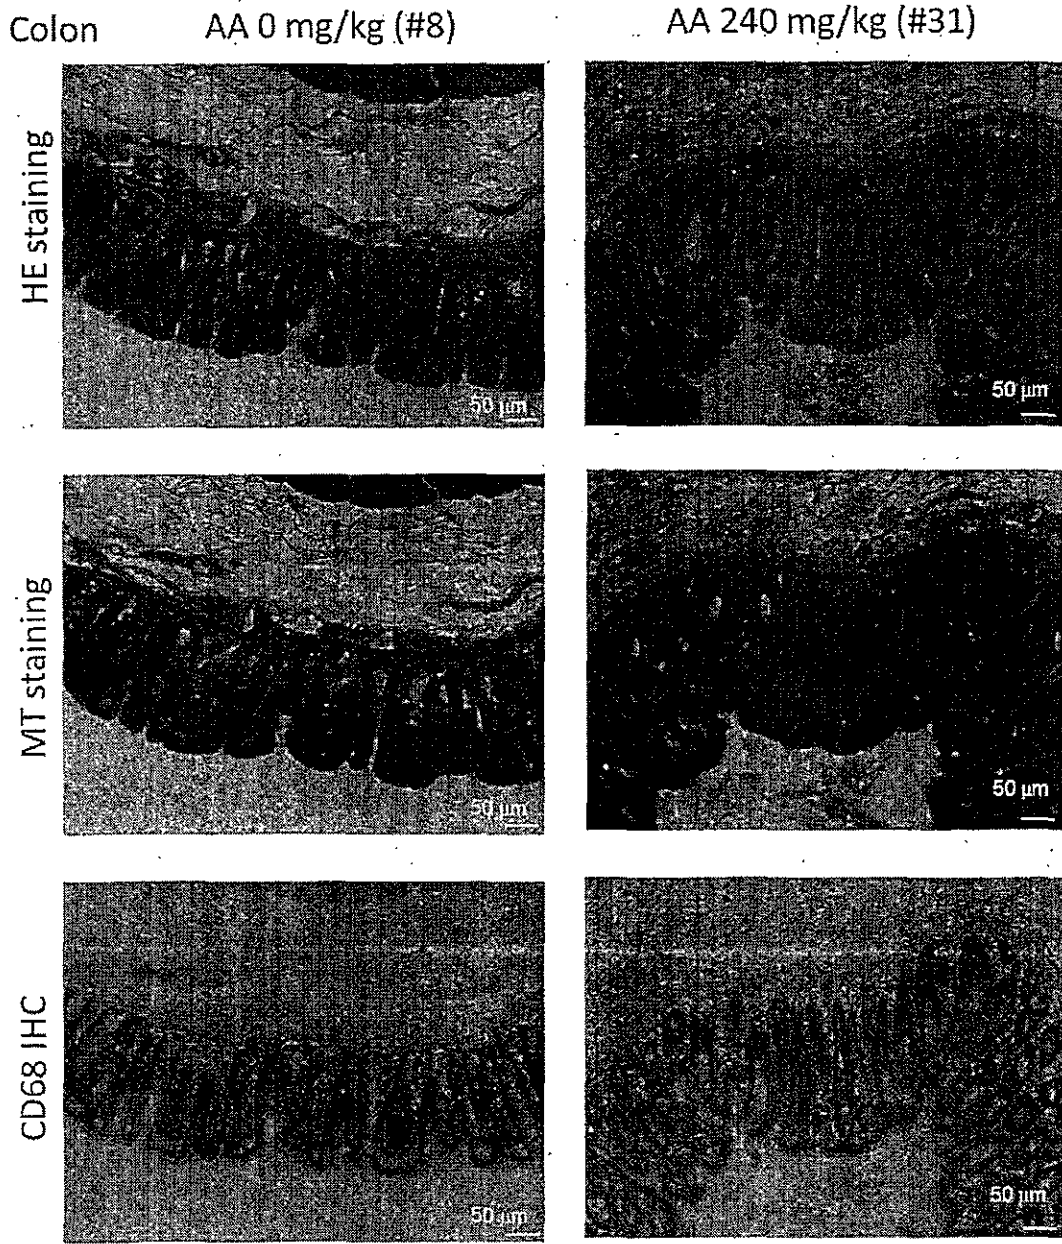 Colon AA 0 mg/kg (#8) AA 240 mg/kg (#31)
HE staining
50 μm
50 μm
MT staining
50 μm
50 μm
CD68 IHC
50 μm
50 μm